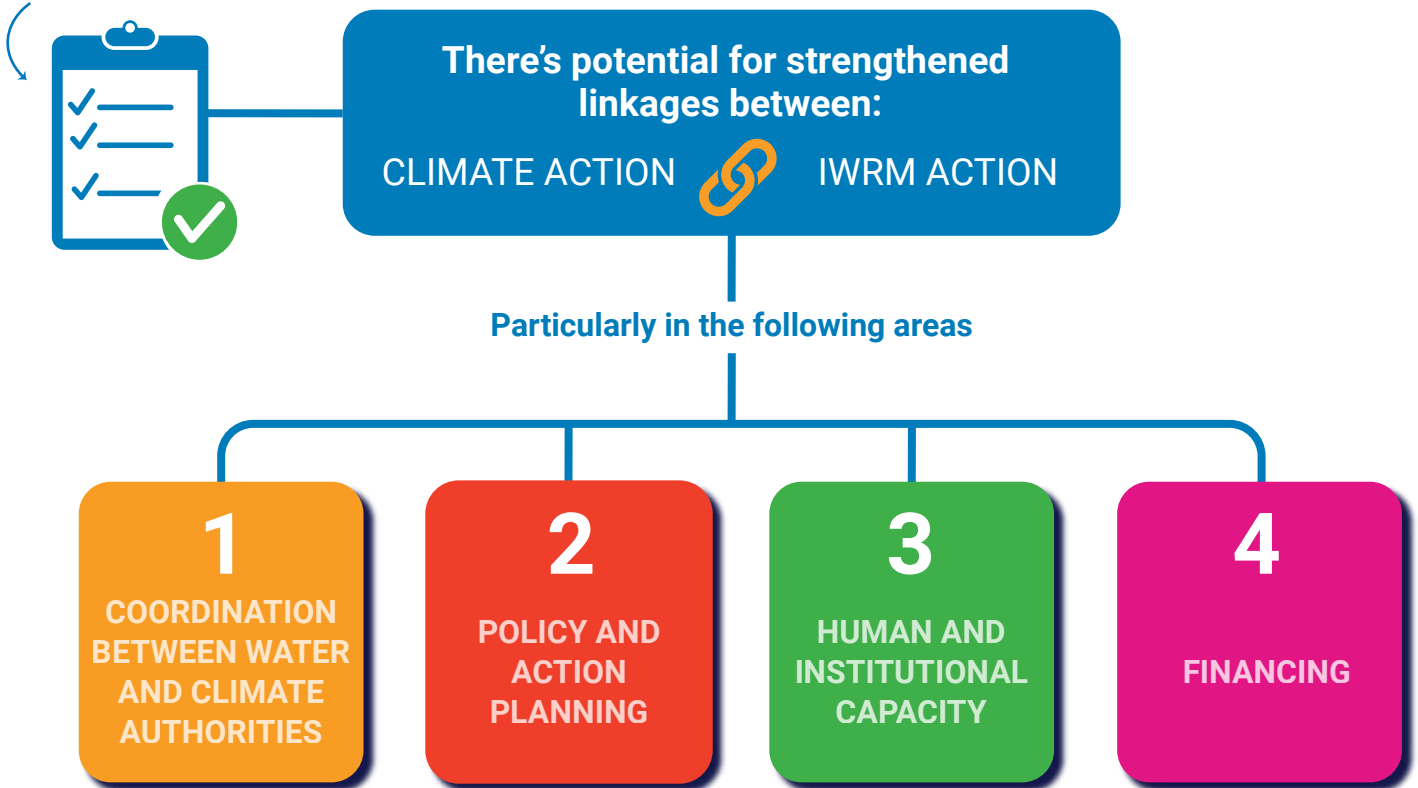 There’s potential for strengthened
linkages between:
CLIMATE ACTION IWRM ACTION
Particularly in the following areas
1
COORDINATION
BETWEEN WATER
AND CLIMATE
AUTHORITIES
2
POLICY AND
ACTION
PLANNING
3
HUMAN AND
INSTITUTIONAL
CAPACITY
4
FINANCING